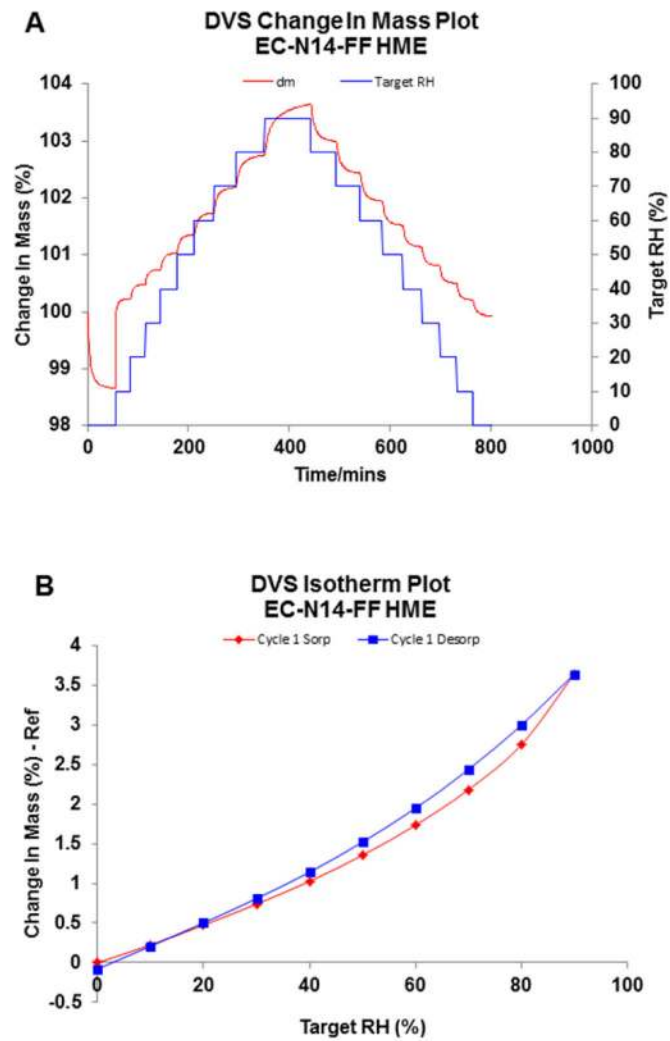 A
DVS Change In Mass Plot
EC-N14-FF HME
dm
Target RH
104
103
102
101
100
99
98
Change In Mass (%)
100
90
80
70
60
50
40
30
20
10
0
Target RH (%)
0
200
400
600
800
1000
Time/mins
B
DVS Isotherm Plot
EC-N14-FF HME
Cycle 1 Sorp
Cycle 1 Desorp
4
3.5
3
2.5
2
1.5
1
0.5
0
-0.5
Change In Mass (%) - Ref
0
20
40
60
80
100
Target RH (%)